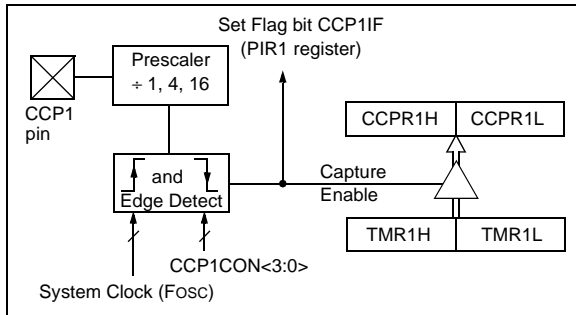 Set Flag bit CCP1IF
(PIR1 register)
Prescaler
÷ 1, 4, 16
CCP1
pin
CCPR1H CCPR1L
and
Edge Detect
Capture
Enable
TMR1H TMR1L
CCP1CON<3:0>
System Clock (FOSC)